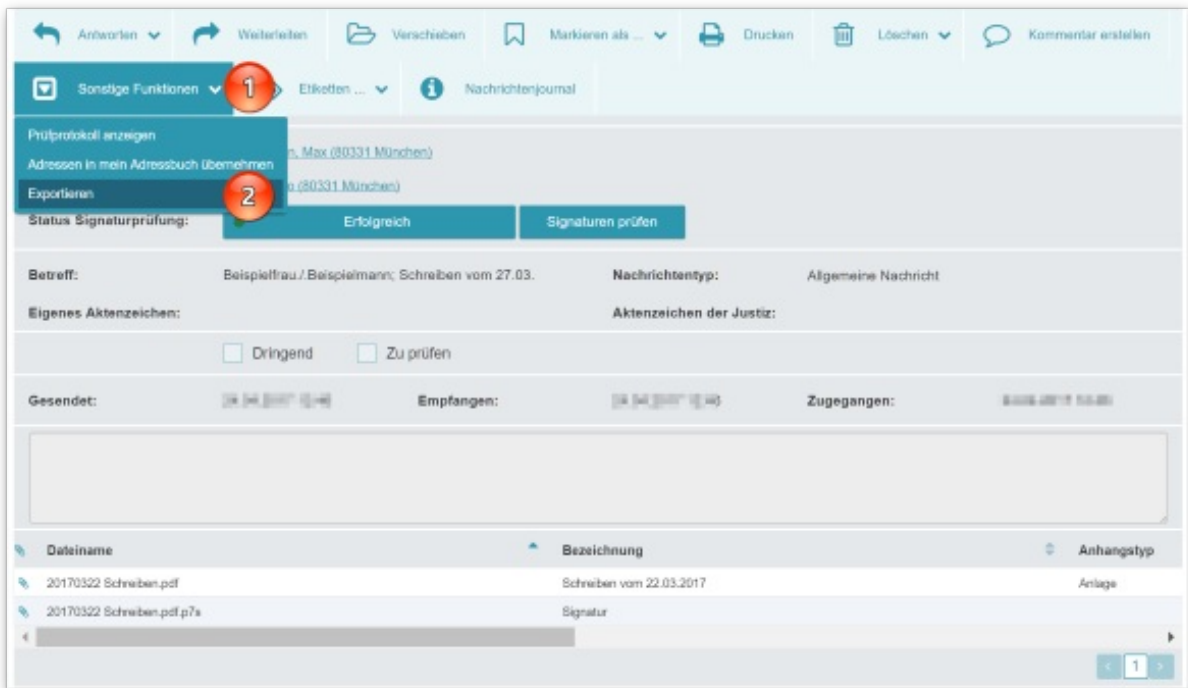 Antworten Weiterleiten Verschieben Markieren als ... Drucken Löschen Kommentar erstellen
Sonstige Funktionen 1 Etiketten ... Nachrichtenjournal
Prüfprotokoll anzeigen
n, Max (80331 München)
Adressen in mein Adressbuch übernehmen
Exportieren 2 o (80331 München)
Status Signaturprüfung: Erfolgreich Signaturen prüfen
Betreff: Beispielfrau./.Beispielmann; Schreiben vom 27.03. Nachrichtentyp: Allgemeine Nachricht
Eigenes Aktenzeichen: Aktenzeichen der Justiz:
Dringend Zu prüfen
Gesendet: Empfangen: Zugegangen:
Dateiname Bezeichnung Anhangstyp
20170322 Schreiben.pdf Schreiben vom 22.03.2017 Anlage
20170322 Schreiben.pdf.p7s Signatur
< 1 >